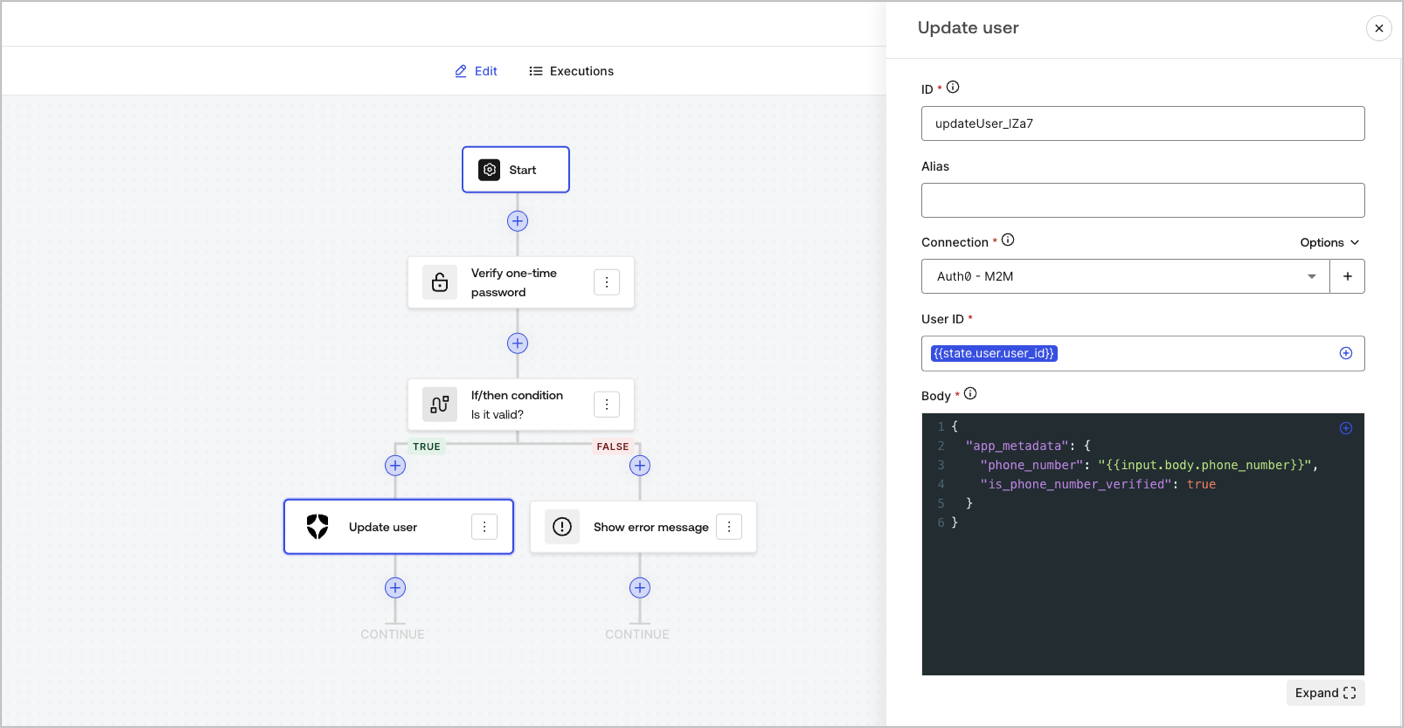 Edit
Executions
Start
Verify one-time
password
If/then condition
Is it valid?
TRUE
FALSE
Update user
Show error message
CONTINUE
CONTINUE
Update user
ID *
updateUser_lZa7
Alias
Connection *
Options
Auth0 - M2M
+
User ID *
{{state.user.user_id}}
Body *
1 {
2 "app_metadata": {
3 "phone_number": "{{input.body.phone_number}}",
4 "is_phone_number_verified": true
5 }
6 }
Expand